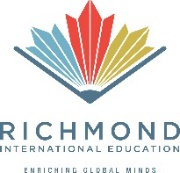 RICHMOND
INTERNATIONAL EDUCATION
ENRICHING GLOBAL MINDS